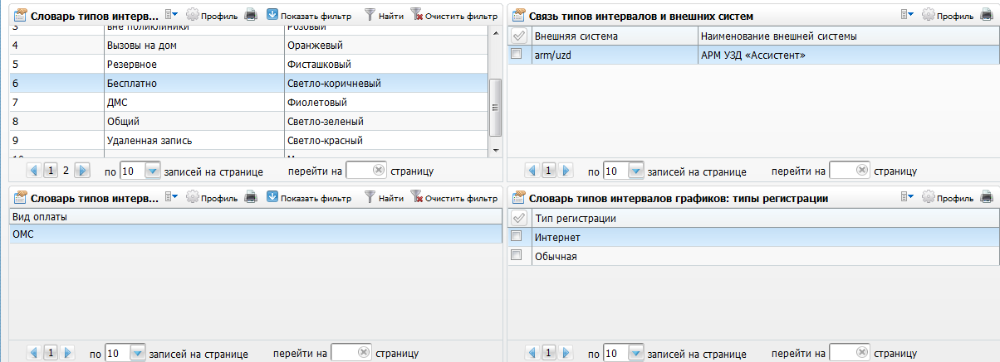 Словарь типов интерв... Профиль Показать фильтр Найти Очистить фильтр
3 вне поликлиники Розовый
4 Вызовы на дом Оранжевый
5 Резервное Фисташковый
6 Бесплатно Светло-коричневый
7 ДМС Фиолетовый
8 Общий Светло-зеленый
9 Удаленная запись Светло-красный
1 2 по 10 записей на странице перейти на страницу
Связь типов интервалов и внешних систем Профиль
Внешняя система Наименование внешней системы
arm/uzd АРМ УЗД «Ассистент»
1 по 10 записей на странице перейти на страницу
Словарь типов интерв... Профиль Показать фильтр Найти Очистить фильтр
Вид оплаты
ОМС
1 по 10 записей на странице перейти на страницу
Словарь типов интервалов графиков: типы регистрации Профиль
Тип регистрации
Интернет
Обычная
1 по 10 записей на странице перейти на страницу